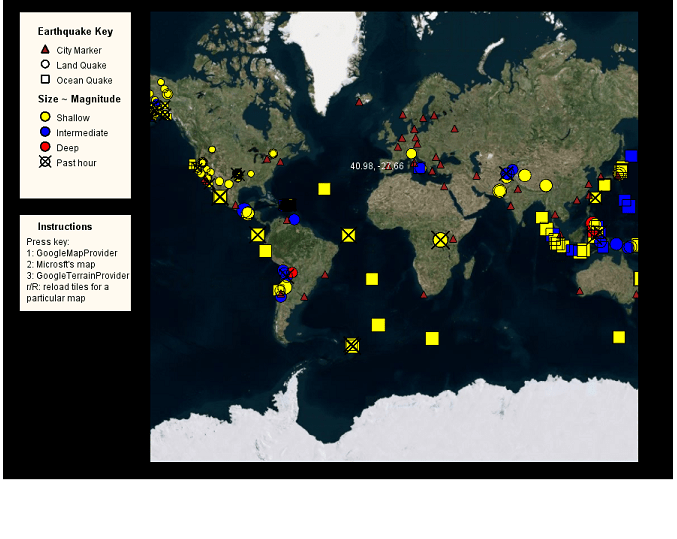 Earthquake Key
City Marker
Land Quake
Ocean Quake
Size ~ Magnitude
Shallow
Intermediate
Deep
Past hour
40.98, -27.66
Instructions
Press key:
1: GoogleMapProvider
2: Microsft's map
3: GoogleTerrainProvider
r/R: reload tiles for a
particular map